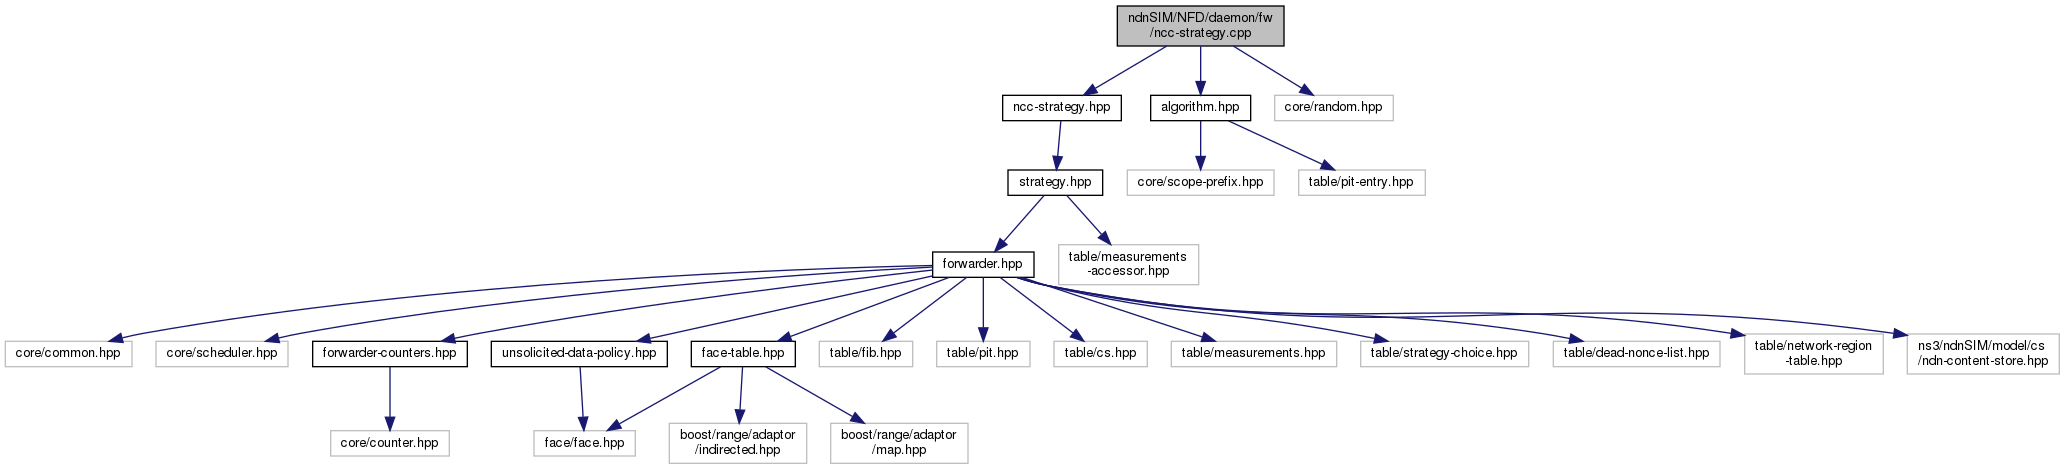 ndnSIM/NFD/daemon/fw
/ncc-strategy.cpp
ncc-strategy.hpp
algorithm.hpp
core/random.hpp
strategy.hpp
core/scope-prefix.hpp
table/pit-entry.hpp
forwarder.hpp
table/measurements
-accessor.hpp
core/common.hpp
core/scheduler.hpp
forwarder-counters.hpp
unsolicited-data-policy.hpp
face-table.hpp
table/fib.hpp
table/pit.hpp
table/cs.hpp
table/measurements.hpp
table/strategy-choice.hpp
table/dead-nonce-list.hpp
table/network-region
-table.hpp
ns3/ndnSIM/model/cs
/ndn-content-store.hpp
core/counter.hpp
face/face.hpp
boost/range/adaptor
/indirected.hpp
boost/range/adaptor
/map.hpp